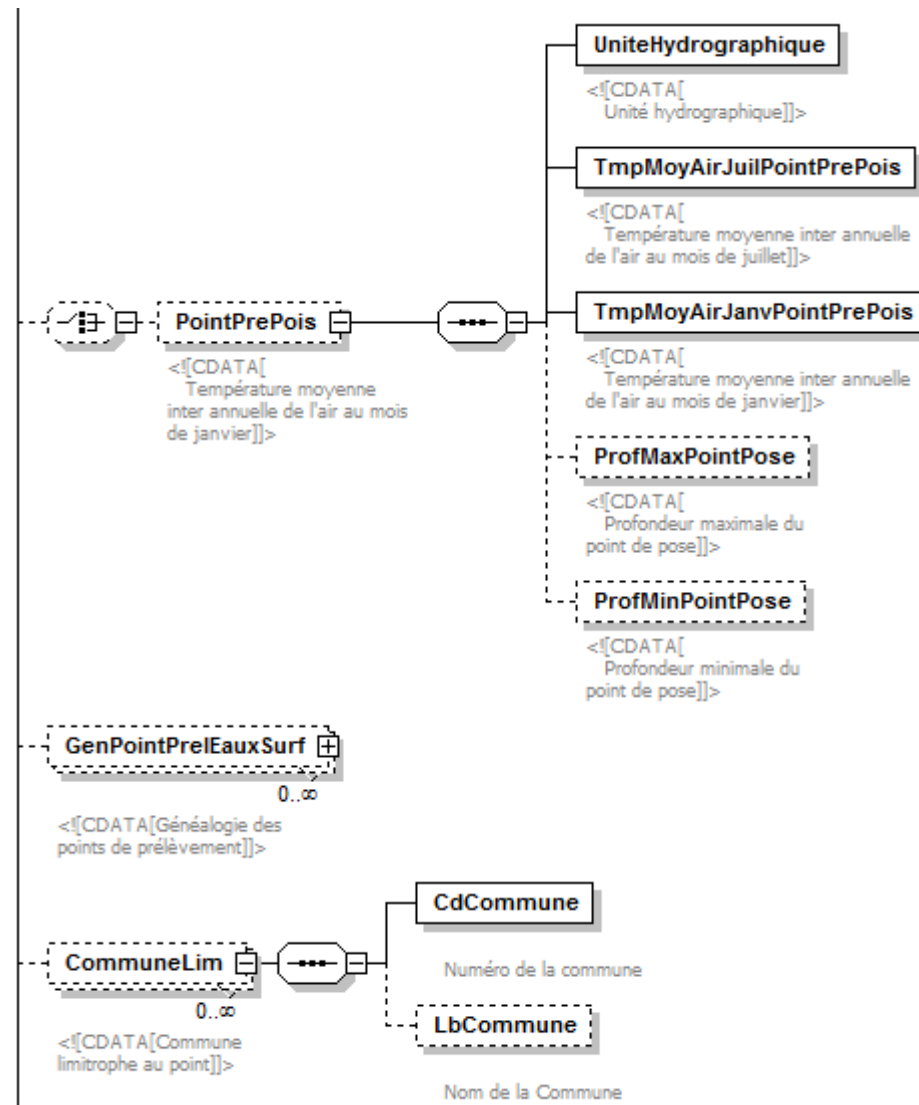 UniteHydrographique
<![CDATA[
Unité hydrographique]]>
TmpMoyAirJuilPointPrePois
<![CDATA[
Température moyenne inter annuelle
de l'air au mois de juillet]]>
PointPrePois
<![CDATA[
Température moyenne
inter annuelle de l'air au mois
de janvier]]>
TmpMoyAirJanvPointPrePois
<![CDATA[
Température moyenne inter annuelle
de l'air au mois de janvier]]>
ProfMaxPointPose
<![CDATA[
Profondeur maximale du
point de pose]]>
ProfMinPointPose
<![CDATA[
Profondeur minimale du
point de pose]]>
GenPointPrelEauxSurf
0..∞
<![CDATA[Généalogie des
points de prélèvement]]>
CommuneLim
0..∞
<![CDATA[Commune
limitrophe au point]]>
CdCommune
Numéro de la commune
LbCommune
Nom de la Commune